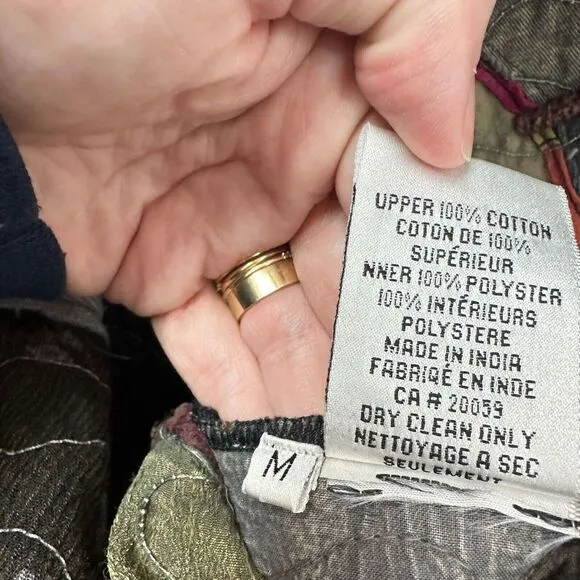 UPPER 100% COTTON
COTON DE 100%
SUPÉRIEUR
NNER 100% POLYSTER
100% INTÉRIEURS
POLYSTERE
MADE IN INDIA
FABRIQÉ EN INDE
CA # 20059
DRY CLEAN ONLY
NETTOYAGE A SEC
SEULEMENT
M